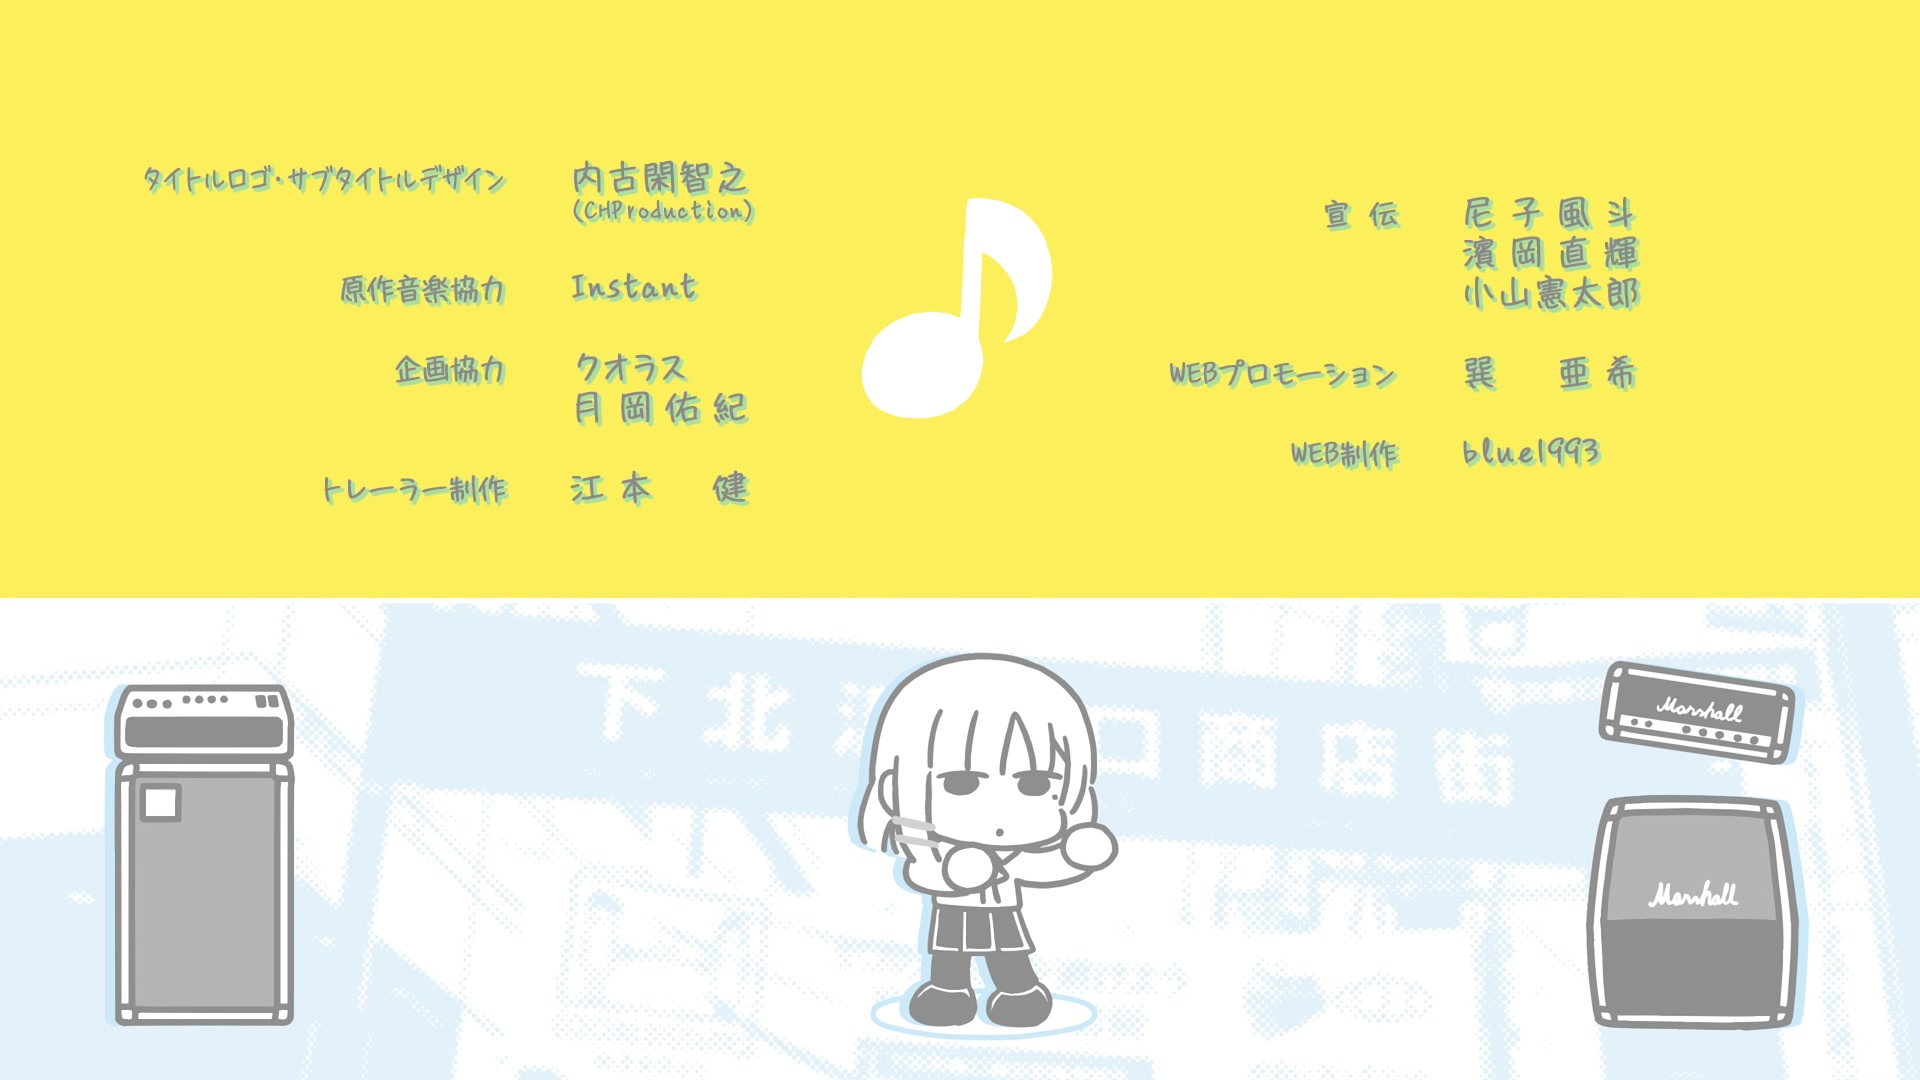 タイトルロゴ・サブタイトルデザイン 内古閑智之
(CHProduction)
原作音楽協力 Instant
企画協力 クオラス
月岡佑紀
トレーラー制作 江本 健
宣伝 尼子風斗
濱岡直輝
小山憲太郎
WEBプロモーション 巽 亜希
WEB制作 blue1993
下北 口商店街
Marshall
Marshall